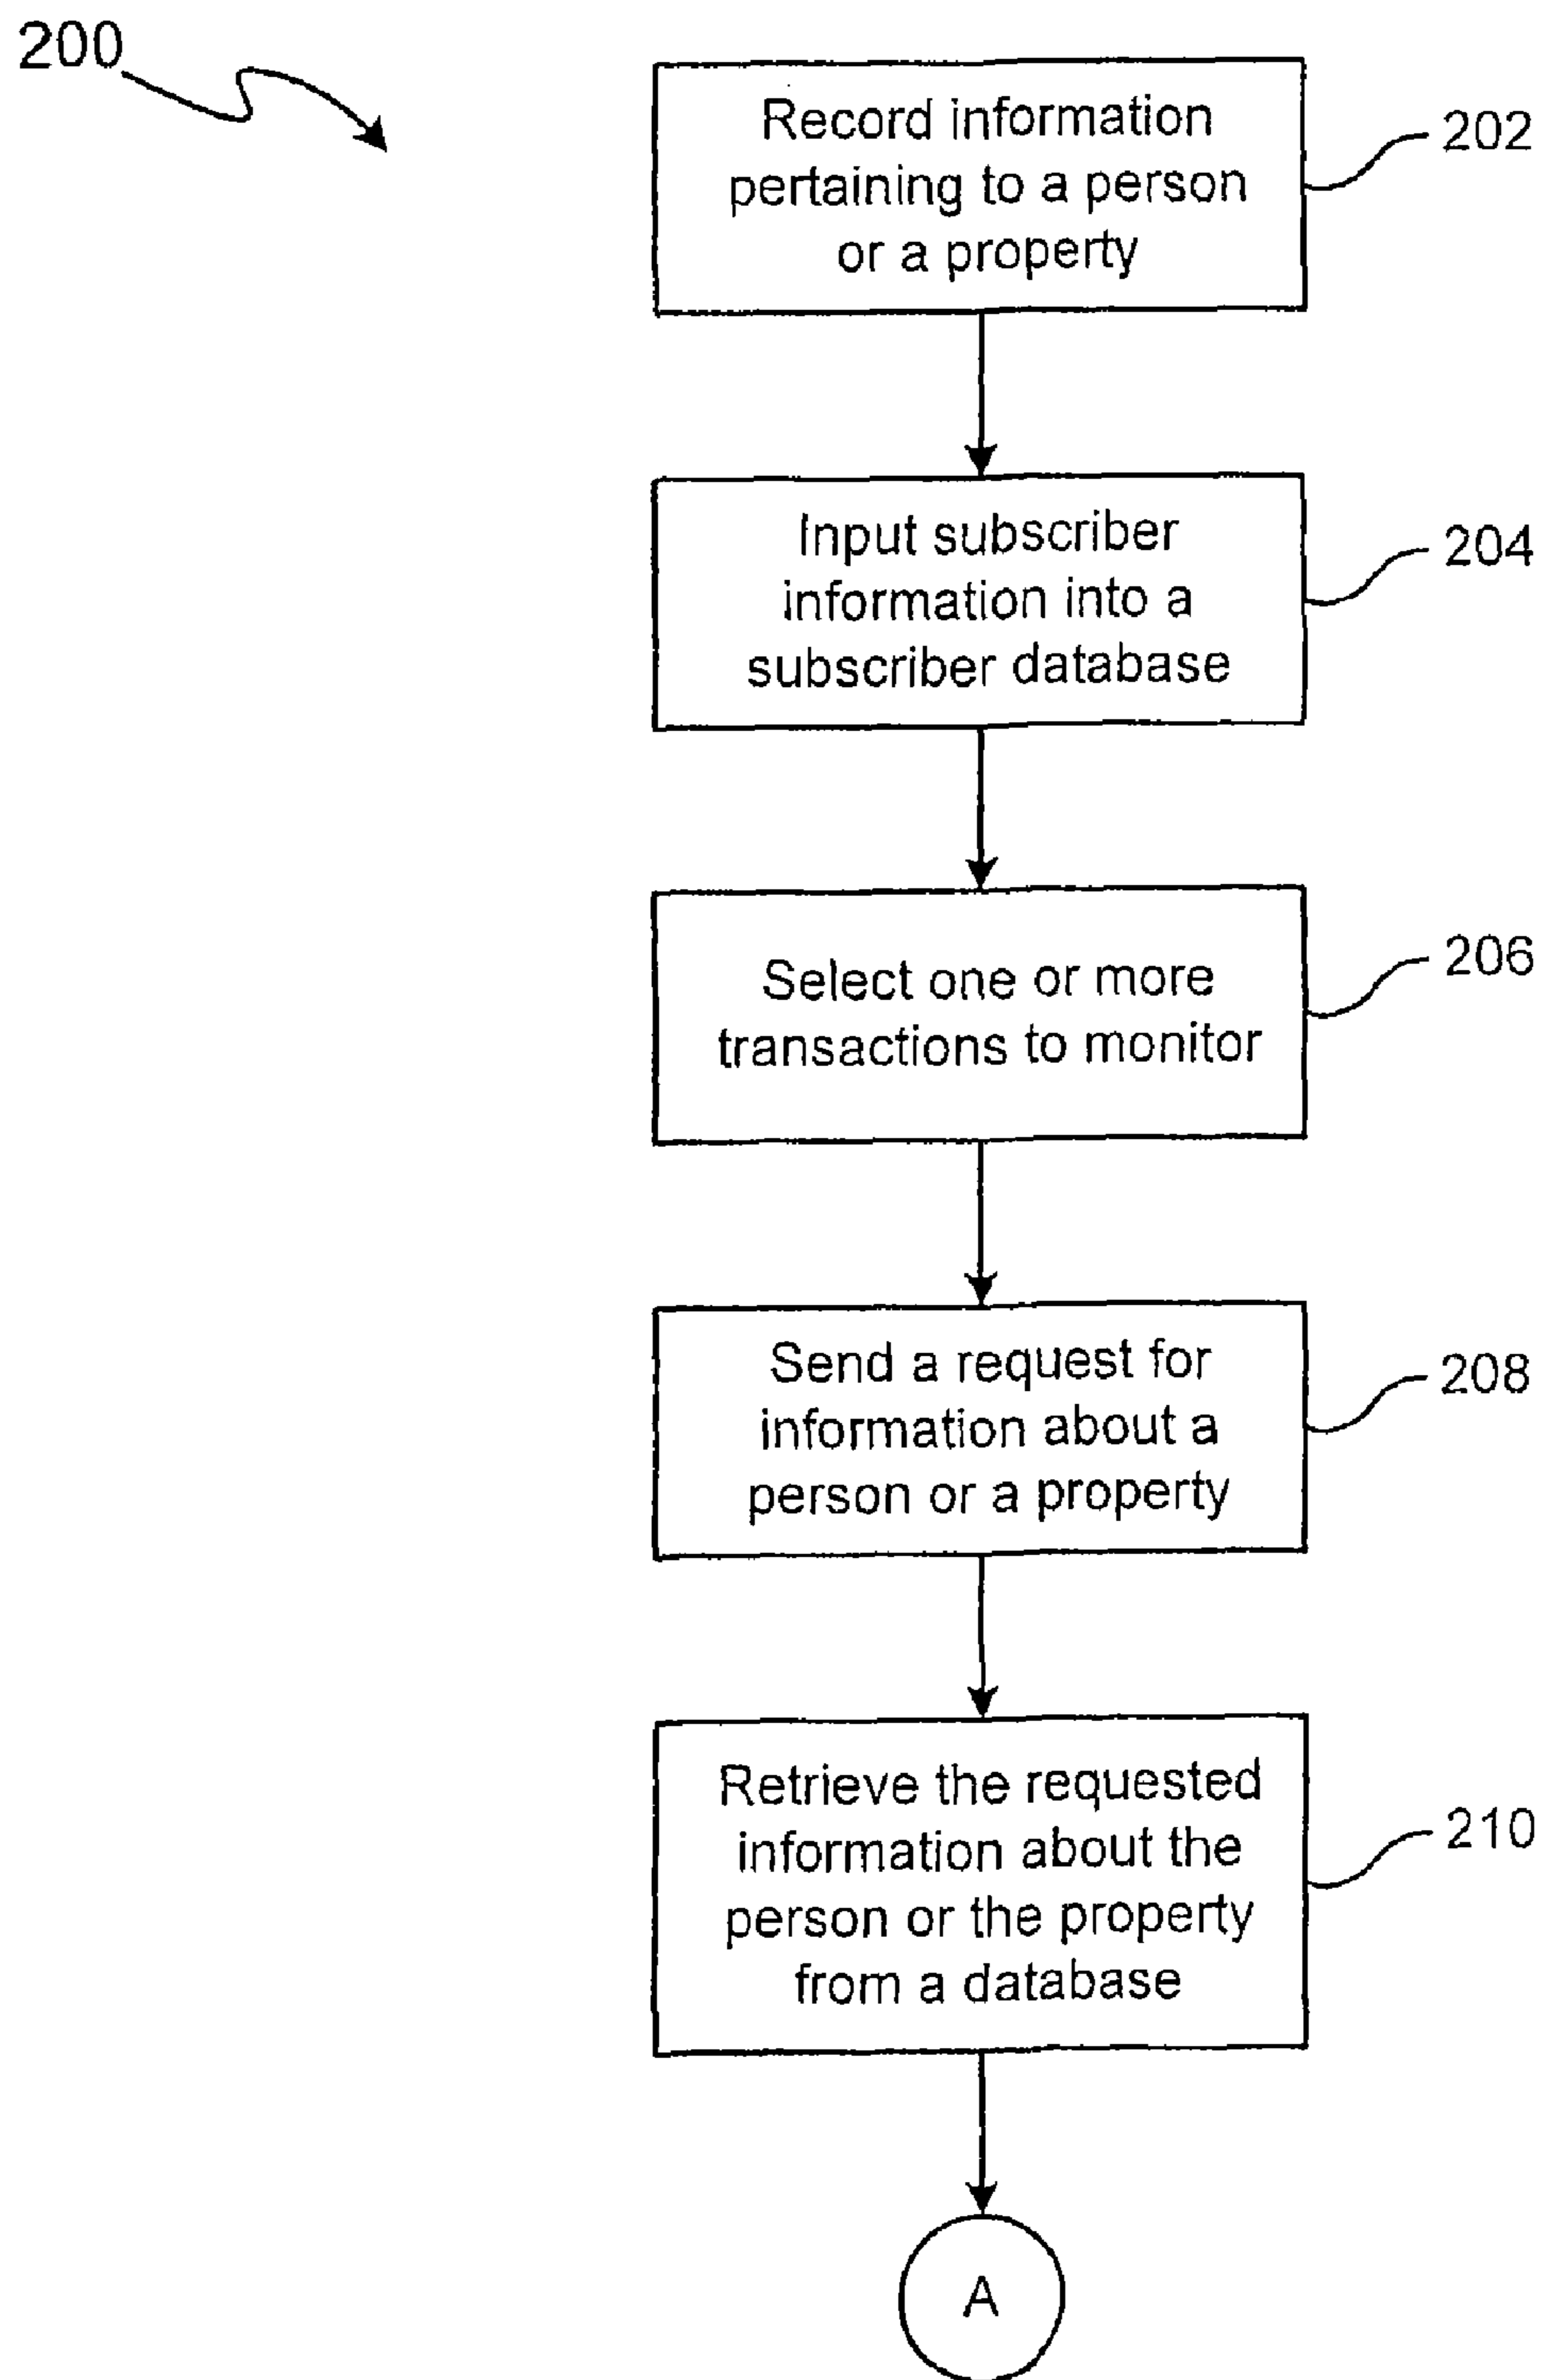 200
Record information
pertaining to a person
or a property
202
Input subscriber
information into a
subscriber database
204
Select one or more
transactions to monitor
206
Send a request for
information about a
person or a property
208
Retrieve the requested
information about the
person or the property
from a database
210
A